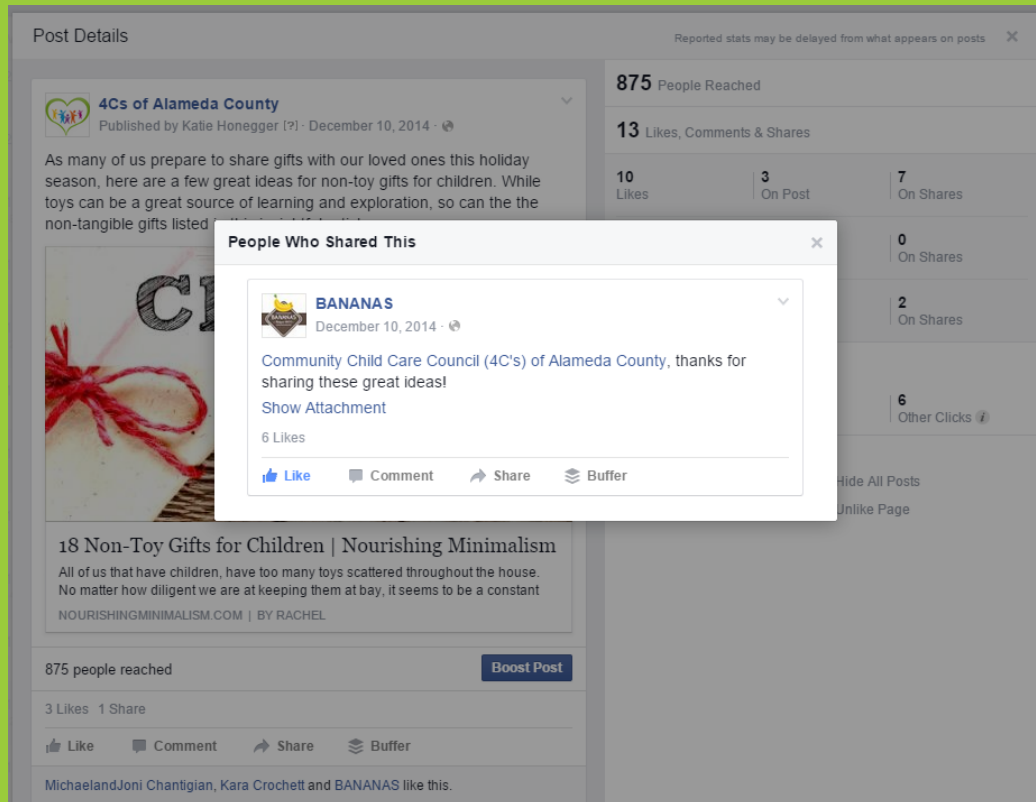 Post Details
Reported stats may be delayed from what appears on posts
4Cs of Alameda County
Published by Katie Honegger [?] · December 10, 2014 ·
As many of us prepare to share gifts with our loved ones this holiday
season, here are a few great ideas for non-toy gifts for children. While
toys can be a great source of learning and exploration, so can the the
non-tangible gifts listed
875 People Reached
13 Likes, Comments & Shares
10 Likes
3 On Post
7 On Shares
0 On Shares
2 On Shares
6 Other Clicks
Hide All Posts
Unlike Page
People Who Shared This
BANANAS
December 10, 2014 ·
Community Child Care Council (4C's) of Alameda County, thanks for
sharing these great ideas!
Show Attachment
6 Likes
Like Comment Share Buffer
18 Non-Toy Gifts for Children | Nourishing Minimalism
All of us that have children, have too many toys scattered throughout the house.
No matter how diligent we are at keeping them at bay, it seems to be a constant
NOURISHINGMINIMALISM.COM | BY RACHEL
875 people reached
Boost Post
3 Likes 1 Share
Like Comment Share Buffer
MichaelandJoni Chantigian, Kara Crochett and BANANAS like this.